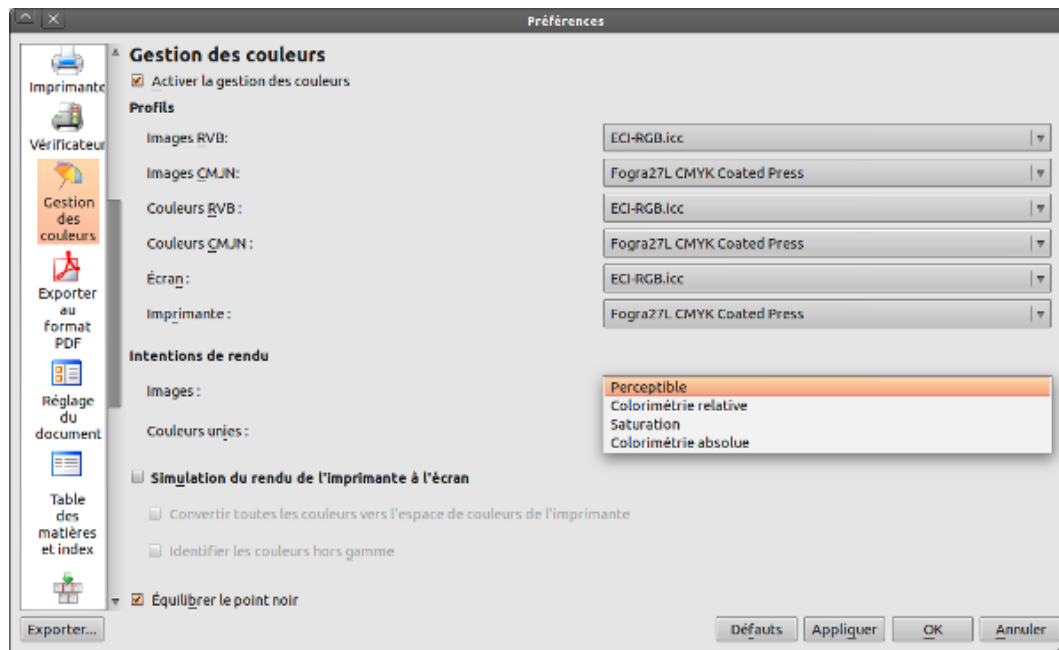 Préférences
Imprimante
Vérificateur
Gestion
des
couleurs
Exporter
au
format
PDF
Réglage
du
document
Table
des
matières
et index
Exporter...
Gestion des couleurs
Activer la gestion des couleurs
Profils
Images RVB: ECI-RGB.icc
Images CMJN: Fogra27L CMYK Coated Press
Couleurs RVB : ECI-RGB.icc
Couleurs CMJN : Fogra27L CMYK Coated Press
Écran : ECI-RGB.icc
Imprimante : Fogra27L CMYK Coated Press
Intentions de rendu
Images :
Perceptible
Colorimétrie relative
Saturation
Colorimétrie absolue
Couleurs unies :
Simulation du rendu de l'imprimante à l'écran
Convertir toutes les couleurs vers l'espace de couleurs de l'imprimante
Identifier les couleurs hors gamme
Équilibrer le point noir
Défauts Appliquer OK Annuler